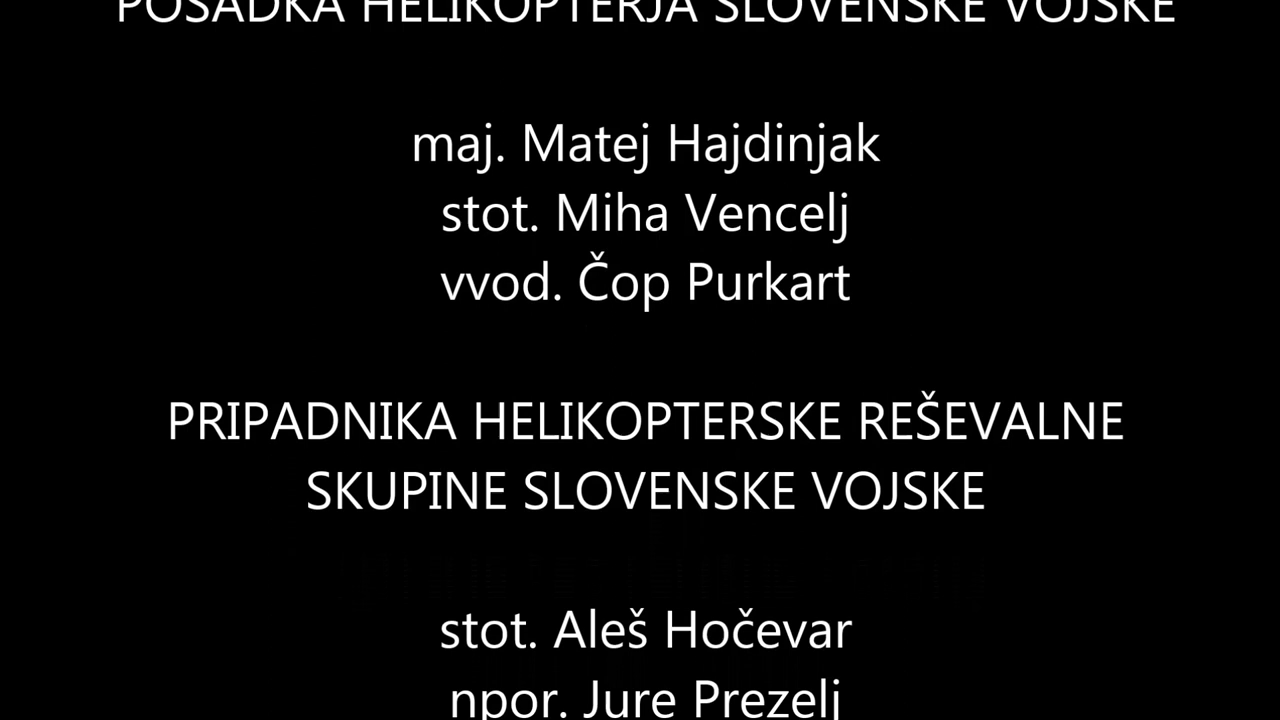 POSADKA HELIKOPTERJA SLOVENSKE VOJSKE
maj. Matej Hajdinjak
stot. Miha Vencelj
vvod. Čop Purkart
PRIPADNIKA HELIKOPTERSKE REŠEVALNE
SKUPINE SLOVENSKE VOJSKE
stot. Aleš Hočevar
npor. Jure Prezelj